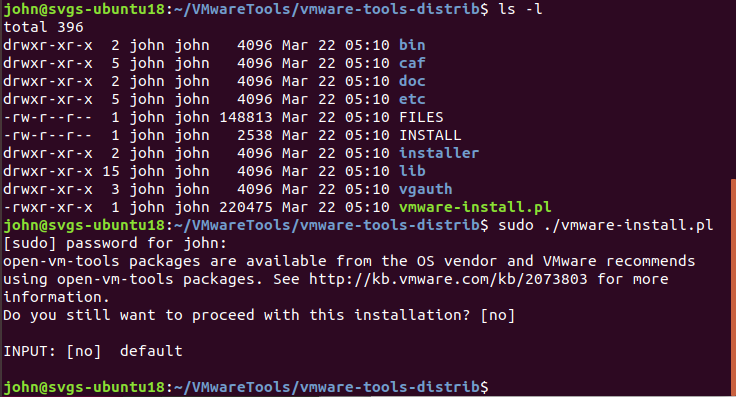 john@svgs-ubuntu18:~/VMwareTools/vmware-tools-distrib$ ls -l
total 396
drwxr-xr-x  2 john john   4096 Mar 22 05:10 bin
drwxr-xr-x  5 john john   4096 Mar 22 05:10 caf
drwxr-xr-x  2 john john   4096 Mar 22 05:10 doc
drwxr-xr-x  5 john john   4096 Mar 22 05:10 etc
-rw-r--r--  1 john john 148813 Mar 22 05:10 FILES
-rw-r--r--  1 john john   2538 Mar 22 05:10 INSTALL
drwxr-xr-x  2 john john   4096 Mar 22 05:10 installer
drwxr-xr-x 15 john john   4096 Mar 22 05:10 lib
drwxr-xr-x  3 john john   4096 Mar 22 05:10 vgauth
-rwxr-xr-x  1 john john 220475 Mar 22 05:10 vmware-install.pl
john@svgs-ubuntu18:~/VMwareTools/vmware-tools-distrib$ sudo ./vmware-install.pl
[sudo] password for john:
open-vm-tools packages are available from the OS vendor and VMware recommends
using open-vm-tools packages. See http://kb.vmware.com/kb/2073803 for more
information.
Do you still want to proceed with this installation? [no]
INPUT: [no]  default
john@svgs-ubuntu18:~/VMwareTools/vmware-tools-distrib$